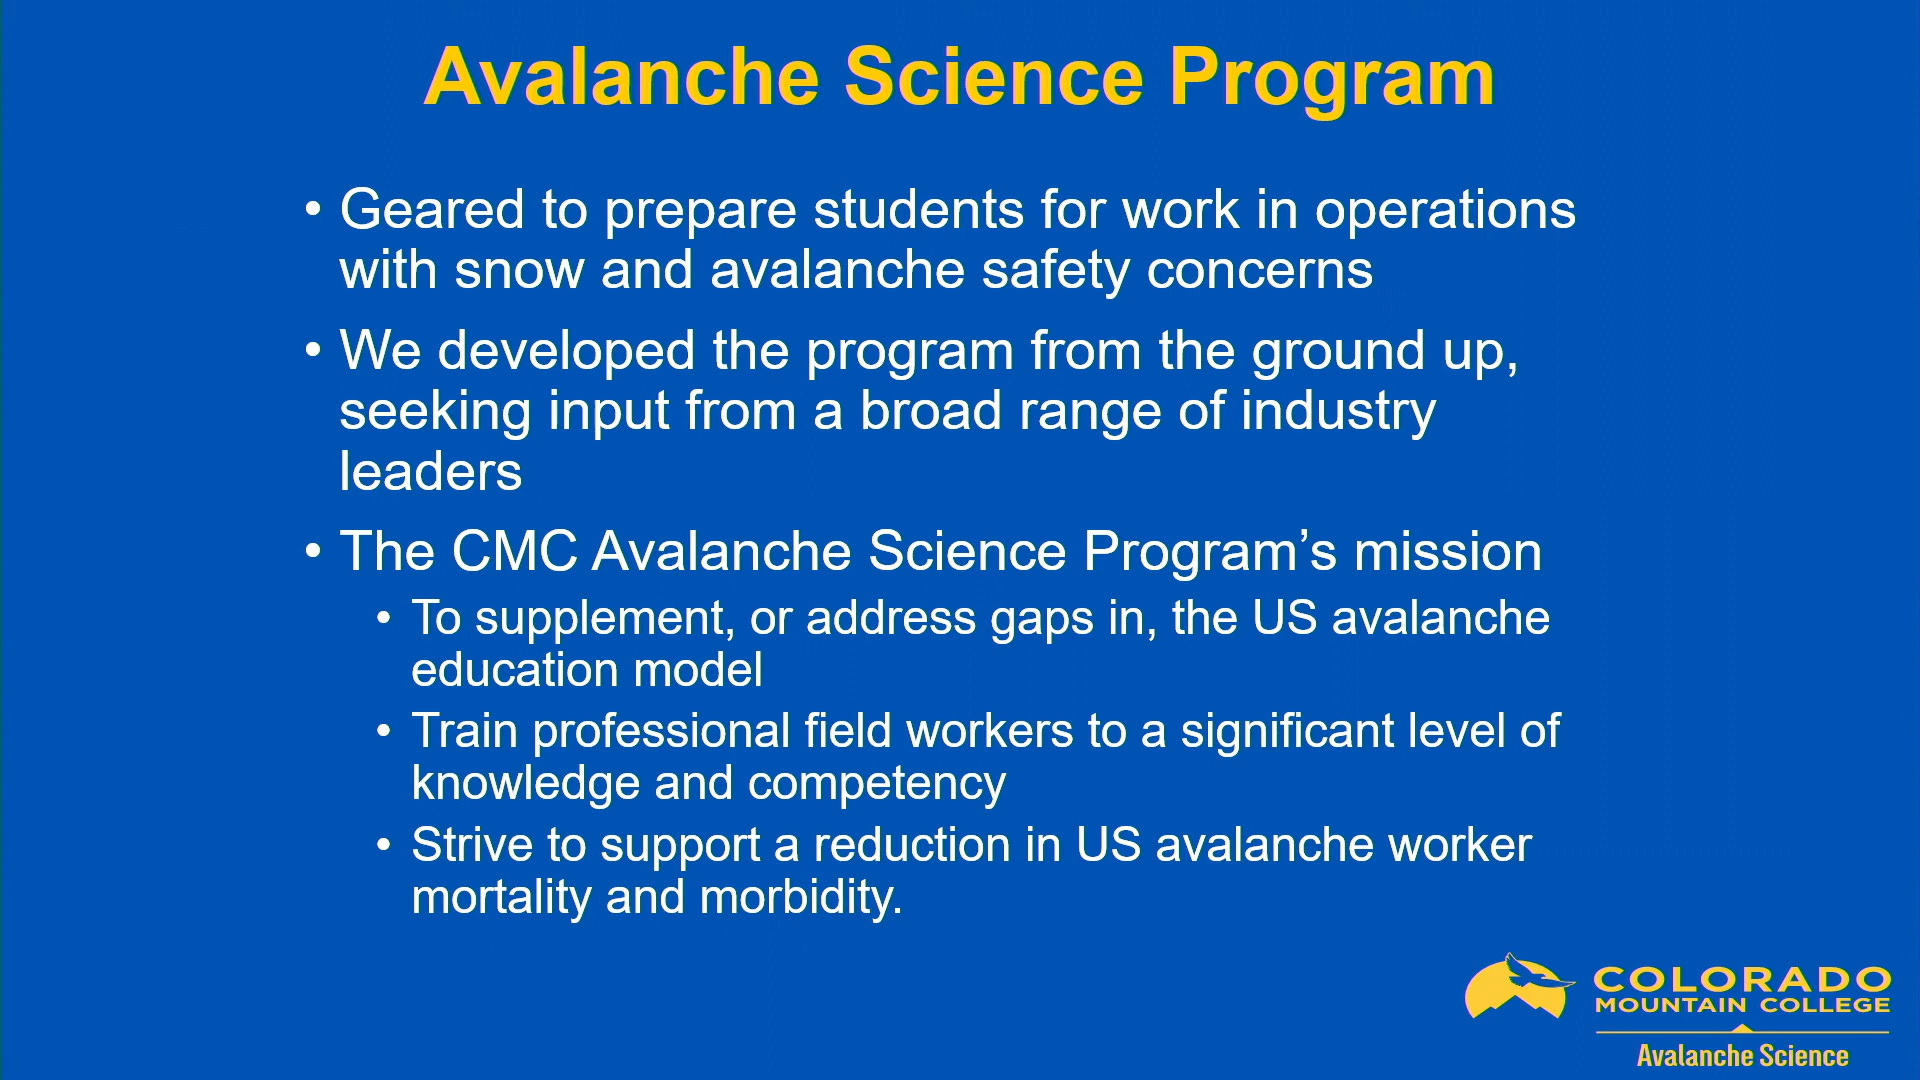 Avalanche Science Program
• Geared to prepare students for work in operations
with snow and avalanche safety concerns
• We developed the program from the ground up,
seeking input from a broad range of industry
leaders
• The CMC Avalanche Science Program’s mission
• To supplement, or address gaps in, the US avalanche
education model
• Train professional field workers to a significant level of
knowledge and competency
• Strive to support a reduction in US avalanche worker
mortality and morbidity.
COLORADO
MOUNTAIN COLLEGE
Avalanche Science